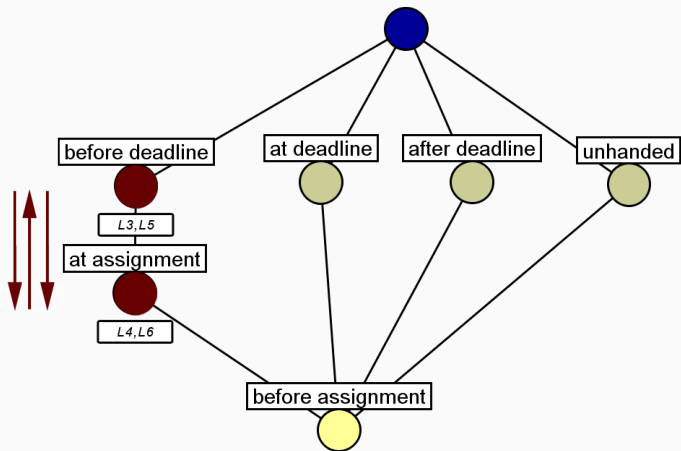 before deadline
at deadline
after deadline
unhanded
L3,L5
at assignment
L4,L6
before assignment